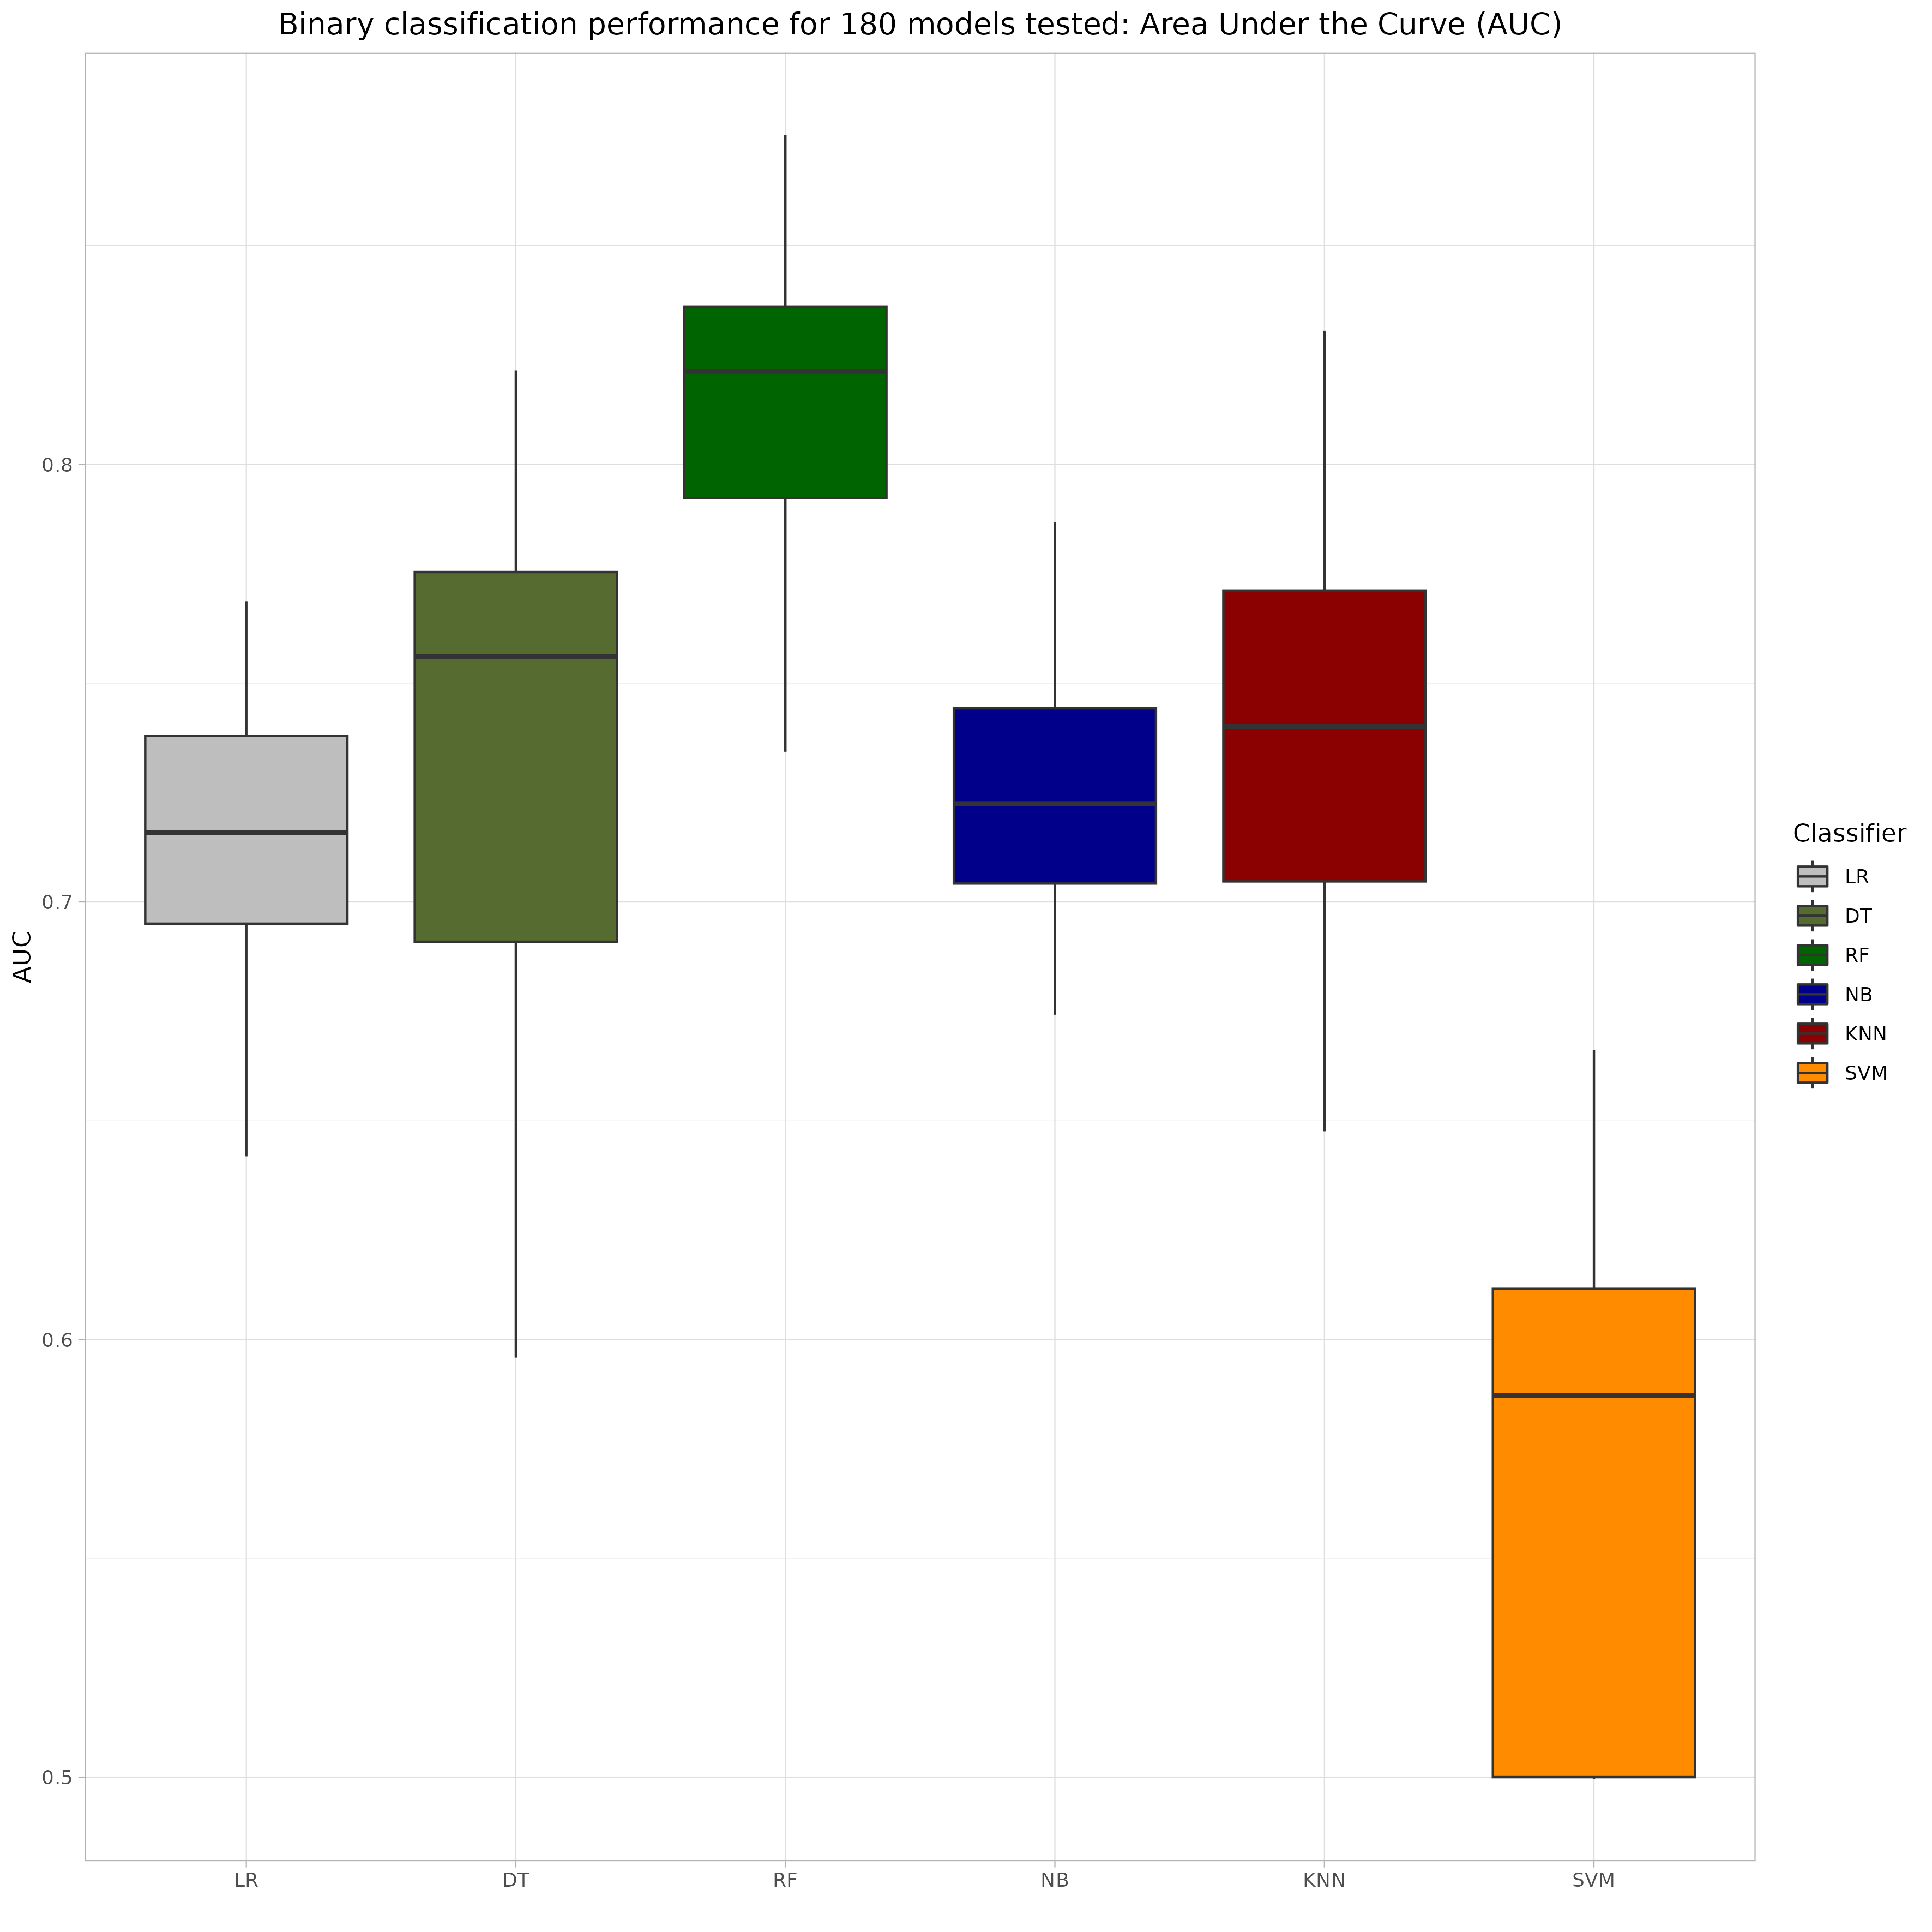 Binary classification performance for 180 models tested: Area Under the Curve (AUC)
AUC
0.8
0.7
0.6
0.5
LR
DT
RF
NB
KNN
SVM
Classifier
LR
DT
RF
NB
KNN
SVM